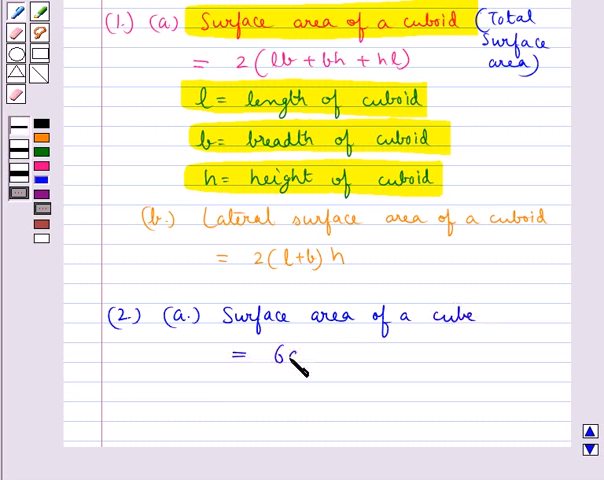 (1.) (a) Surface area of a cuboid (Total
Surface
area)
= 2(lb + bh + hl)
l = length of cuboid
b = breadth of cuboid
h = height of cuboid
(b.) Lateral surface area of a cuboid
= 2(l+b) h
(2.) (a.) Surface area of a cube
= 6